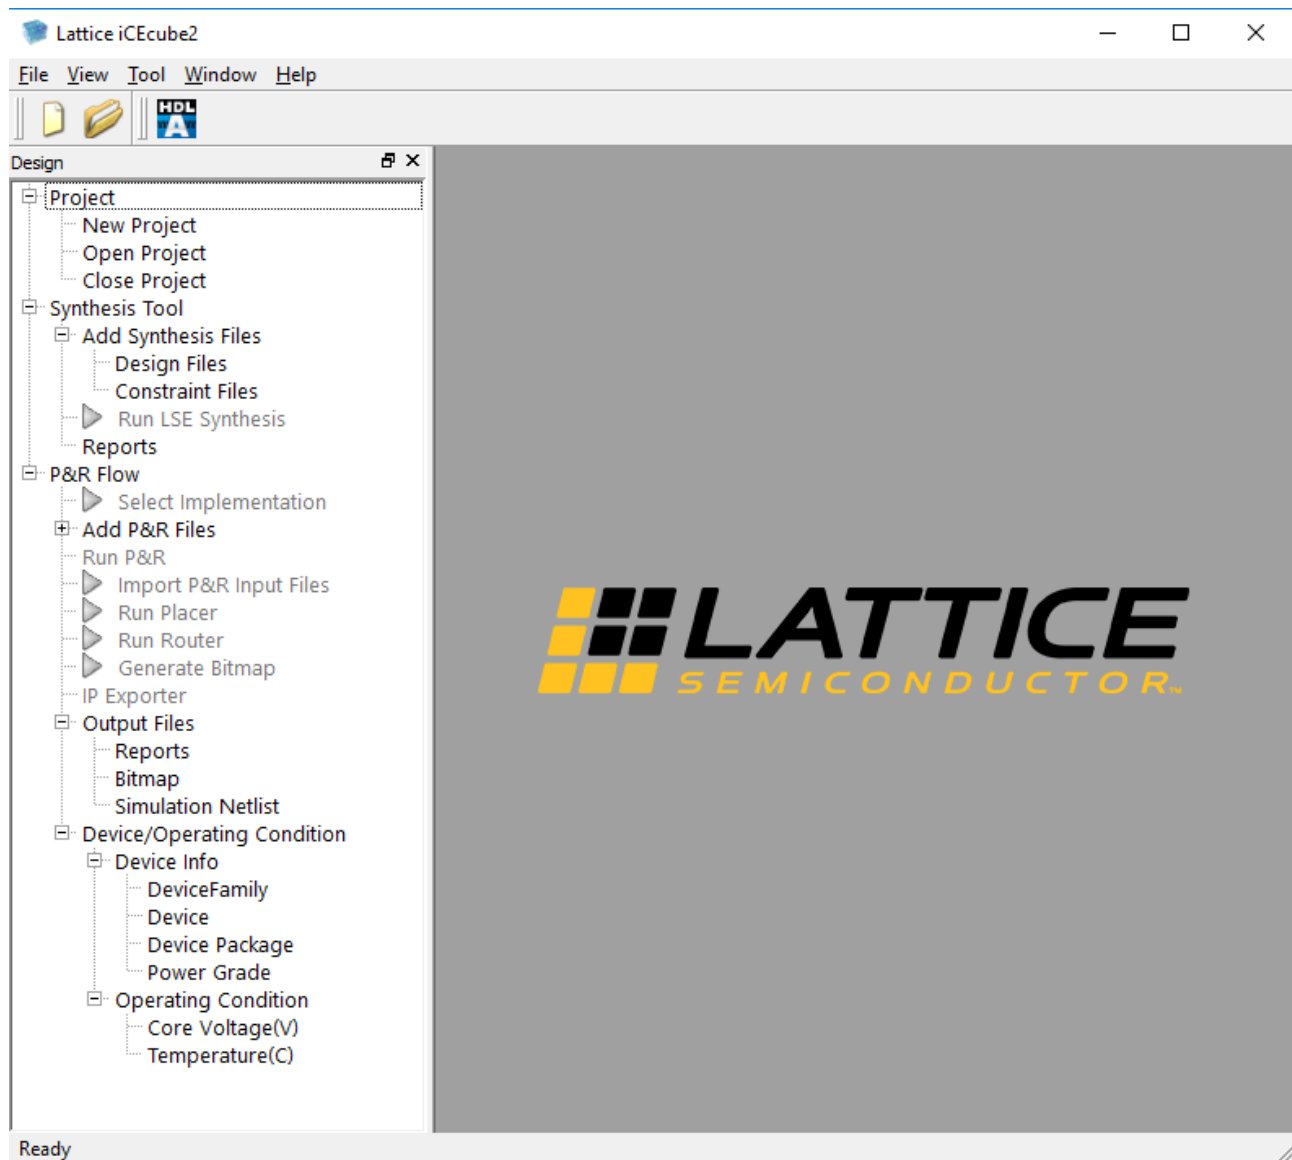 Lattice iCEcube2
File View Tool Window Help
HDL
A
Design
Project
New Project
Open Project
Close Project
Synthesis Tool
Add Synthesis Files
Design Files
Constraint Files
Run LSE Synthesis
Reports
P&R Flow
Select Implementation
Add P&R Files
Run P&R
Import P&R Input Files
Run Placer
Run Router
Generate Bitmap
IP Exporter
Output Files
Reports
Bitmap
Simulation Netlist
Device/Operating Condition
Device Info
DeviceFamily
Device
Device Package
Power Grade
Operating Condition
Core Voltage(V)
Temperature(C)
LATTICE
SEMICONDUCTOR™
Ready